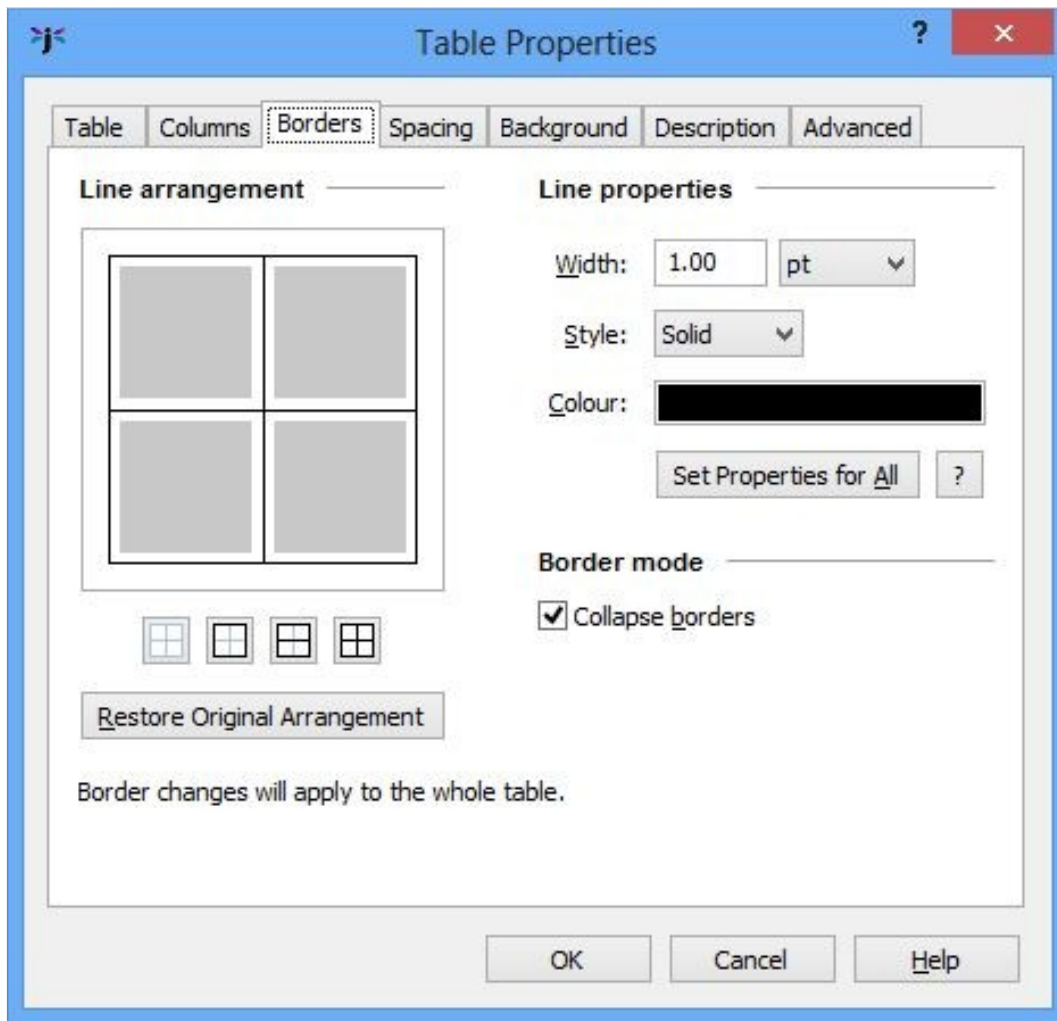 Table Properties ?
Table Columns Borders Spacing Background Description Advanced
Line arrangement
Restore Original Arrangement
Border changes will apply to the whole table.
Line properties
Width: 1.00 pt
Style: Solid
Colour:
Set Properties for All ?
Border mode
Collapse borders
OK Cancel Help